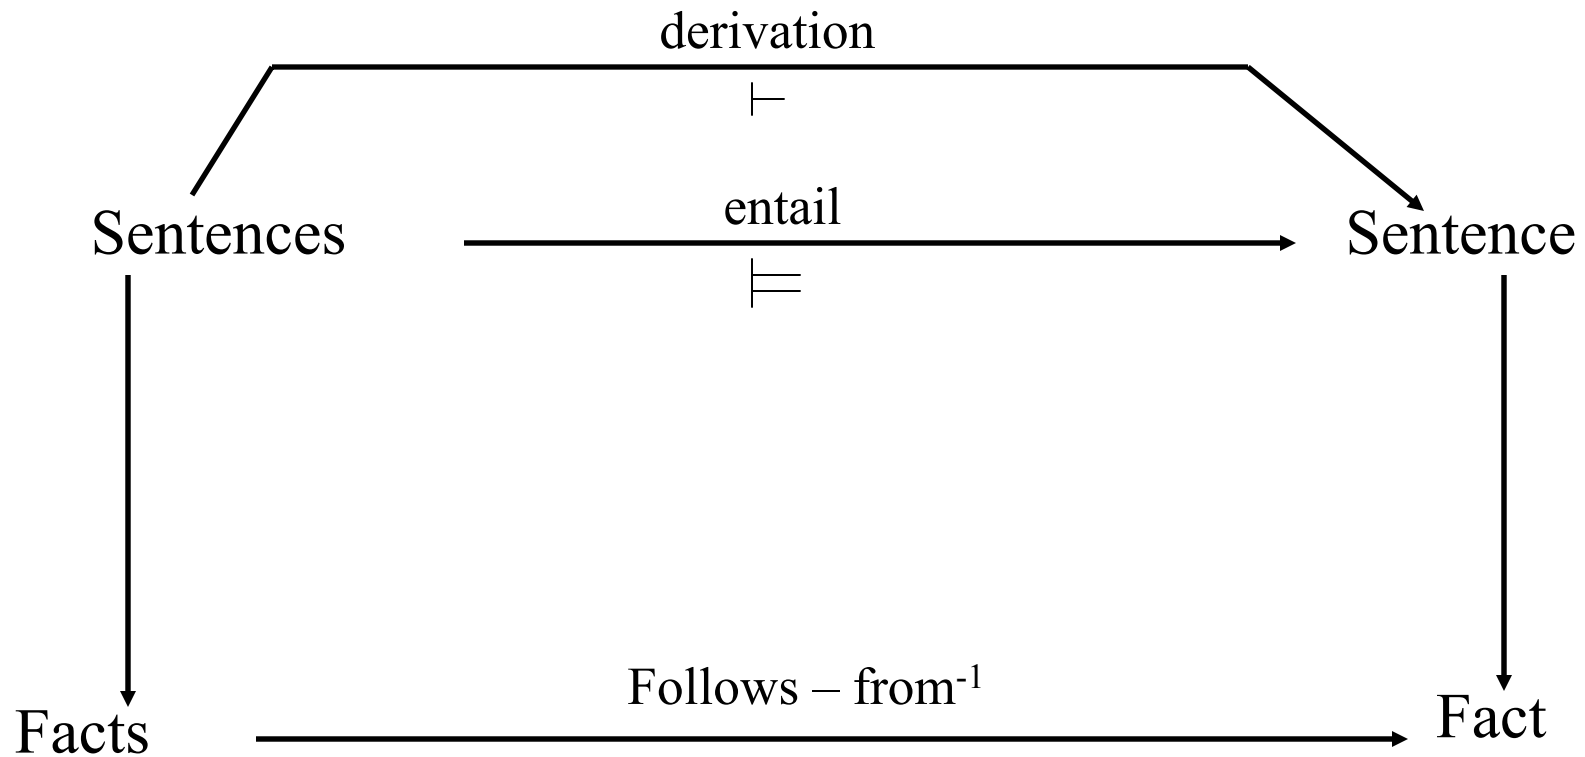 derivation
⊢
entail
Sentences
Sentence
⊨
Follows – from⁻¹
Facts
Fact